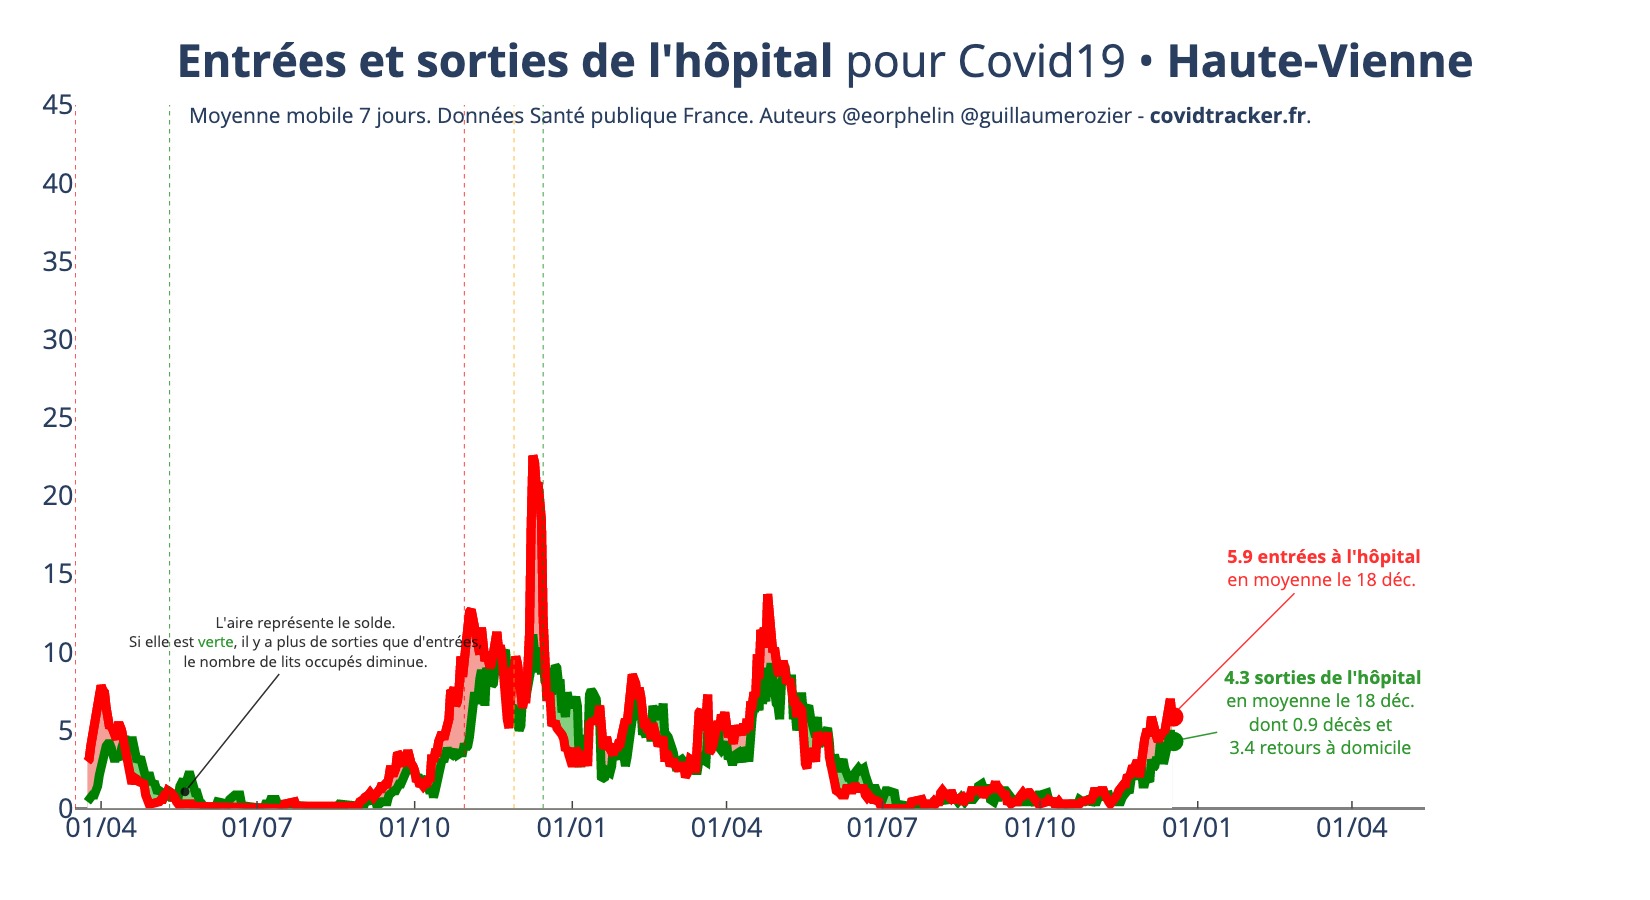 Entrées et sorties de l'hôpital pour Covid19 • Haute-Vienne
Moyenne mobile 7 jours. Données Santé publique France. Auteurs @eorphelin @guillaumerozier - covidtracker.fr.
45
40
35
30
25
20
15
10
5
0
5.9 entrées à l'hôpital
en moyenne le 18 déc.
L'aire représente le solde.
Si elle est verte, il y a plus de sorties que d'entrées,
le nombre de lits occupés diminue.
4.3 sorties de l'hôpital
en moyenne le 18 déc.
dont 0.9 décès et
3.4 retours à domicile
01/04 01/07 01/10 01/01 01/04 01/07 01/10 01/01 01/04